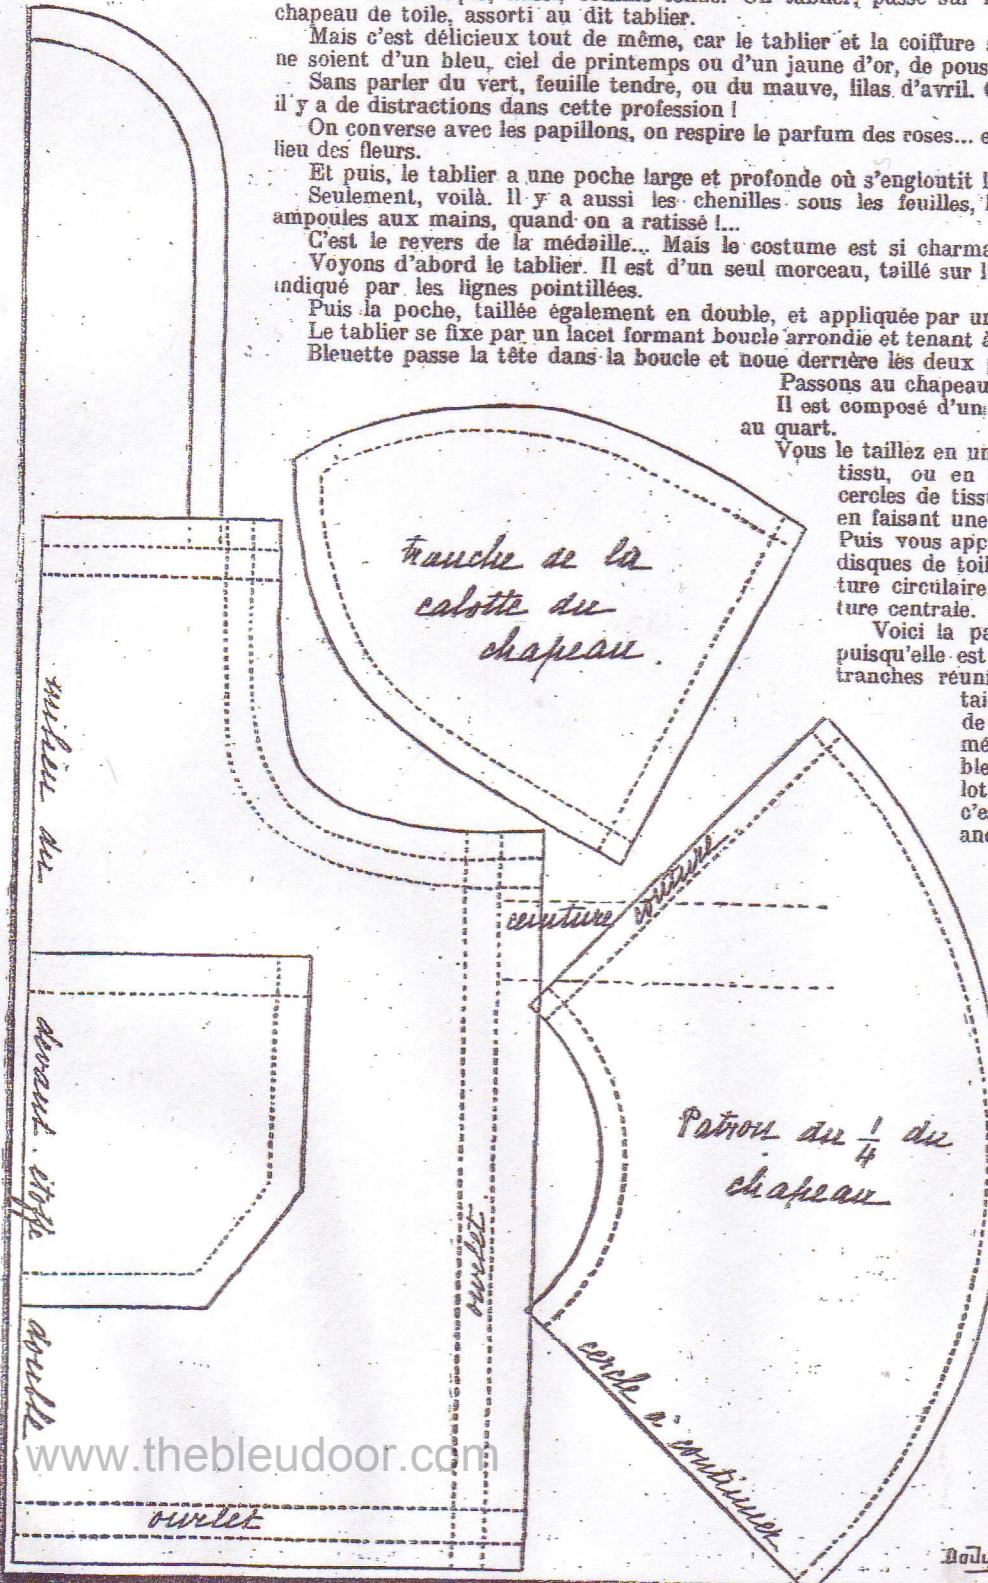 chapeau de toile, assorti au dit tablier.
Mais c'est délicieux tout de même, car le tablier et la coiffure
ne soient d'un bleu, ciel de printemps ou d'un jaune d'or, de pous
Sans parler du vert, feuille tendre, ou du mauve, lilas d'avril.
il y a de distractions dans cette profession !
On converse avec les papillons, on respire le parfum des roses... e
lieu des fleurs.
Et puis, le tablier a une poche large et profonde où s'engloutit l
Seulement, voilà. Il y a aussi les chenilles sous les feuilles,
ampoules aux mains, quand on a ratissé !...
C'est le revers de la médaille... Mais le costume est si charma
Voyons d'abord le tablier. Il est d'un seul morceau, taillé sur l
indiqué par les lignes pointillées.
Puis la poche, taillée également en double, et appliquée par un
Le tablier se fixe par un lacet formant boucle arrondie et tenant à
Bleuette passe la tête dans la boucle et noue derrière les deux
Passons au chapeau
Il est composé d'un
au quart.
Vous le taillez en un
tissu, ou en
cercles de tiss
en faisant une
Puis vous app
disques de toil
ture circulaire
ture centrale.
Voici la pa
puisqu'elle est
tranches réuni
tai
de
mé
ble
lot
c'e
and
tranche de la
calotte du
chapeau.
milieu du
devant étoffe
double
ceinture
couture
Patron du 1/4 du
chapeau
cercle à continuer
ourlet
www.thebleudoor.com